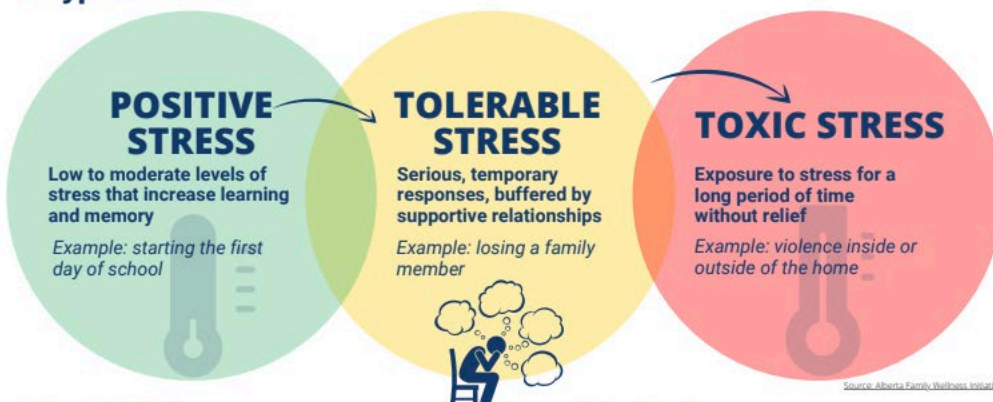 POSITIVE
STRESS
Low to moderate levels of
stress that increase learning
and memory
Example: starting the first
day of school
TOLERABLE
STRESS
Serious, temporary
responses, buffered by
supportive relationships
Example: losing a family
member
TOXIC STRESS
Exposure to stress for a
long period of time
without relief
Example: violence inside or
outside of the home
Source: Alberta Family Wellness